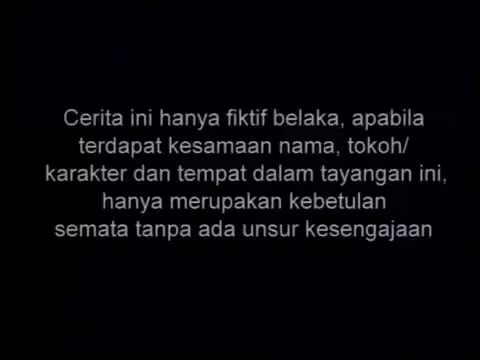 Cerita ini hanya fiktif belaka, apabila
terdapat kesamaan nama, tokoh/
karakter dan tempat dalam tayangan ini,
hanya merupakan kebetulan
semata tanpa ada unsur kesengajaan